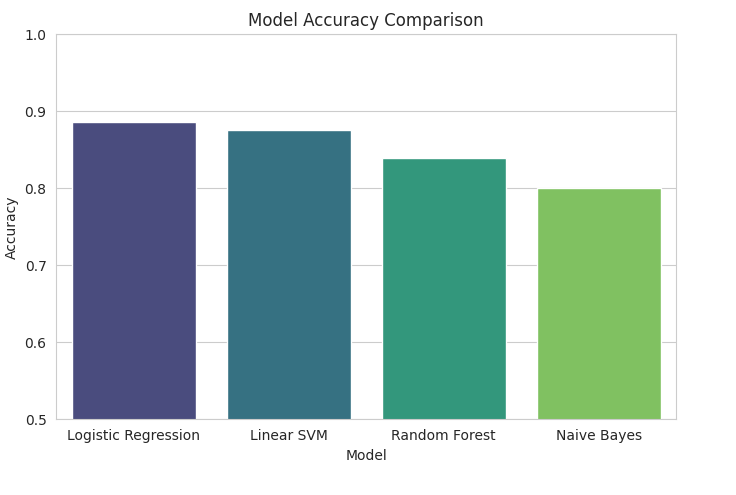 Model Accuracy Comparison
1.0
0.9
0.8
0.7
0.6
0.5
Accuracy
Logistic Regression
Linear SVM
Random Forest
Naive Bayes
Model